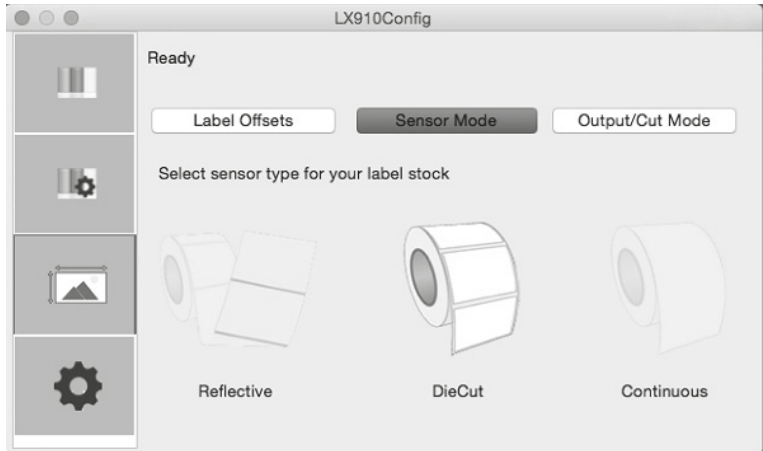 LX910Config
Ready
Label Offsets Sensor Mode Output/Cut Mode
Select sensor type for your label stock
Reflective DieCut Continuous